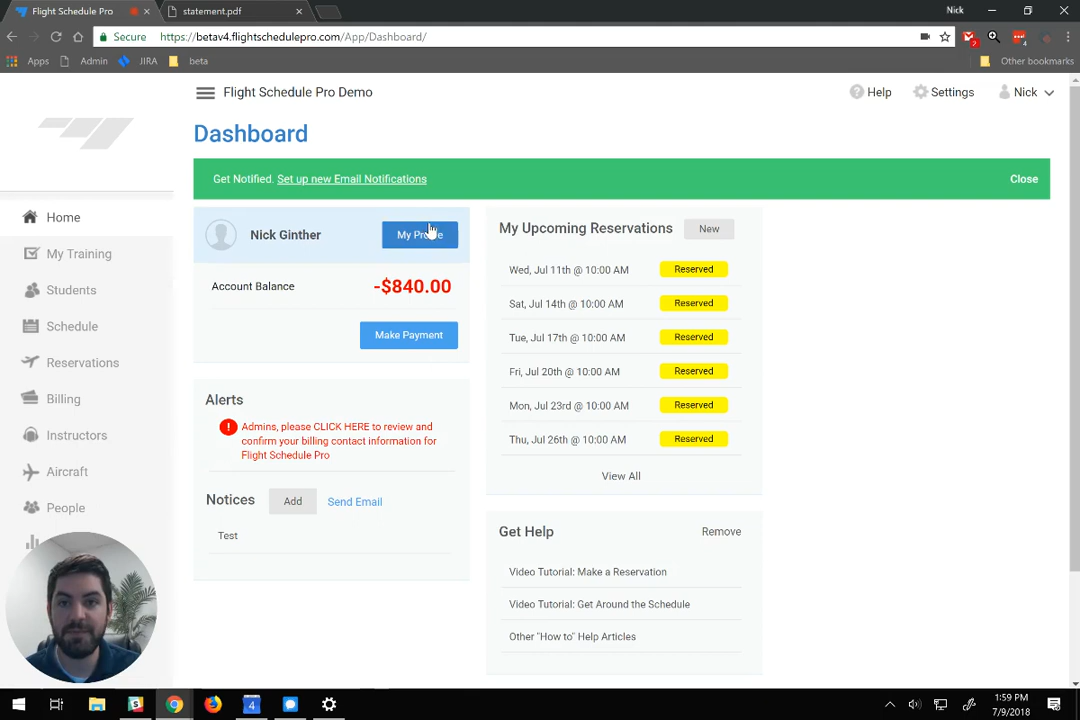 Flight Schedule Pro
statement.pdf
Nick
Secure
https://betav4.flightschedulepro.com/App/Dashboard/
2
4
Apps
Admin
JIRA
beta
Other bookmarks
Flight Schedule Pro Demo
? Help
Settings
Nick
Dashboard
Get Notified. Set up new Email Notifications
Close
Home
My Training
Students
Schedule
Reservations
Billing
Instructors
Aircraft
People
Nick Ginther
My Profile
Account Balance
-$840.00
Make Payment
Alerts
! Admins, please CLICK HERE to review and
confirm your billing contact information for
Flight Schedule Pro
Notices
Add
Send Email
Test
My Upcoming Reservations
New
Wed, Jul 11th @ 10:00 AM
Reserved
Sat, Jul 14th @ 10:00 AM
Reserved
Tue, Jul 17th @ 10:00 AM
Reserved
Fri, Jul 20th @ 10:00 AM
Reserved
Mon, Jul 23rd @ 10:00 AM
Reserved
Thu, Jul 26th @ 10:00 AM
Reserved
View All
Get Help
Remove
Video Tutorial: Make a Reservation
Video Tutorial: Get Around the Schedule
Other "How to" Help Articles
4
1:59 PM
7/9/2018